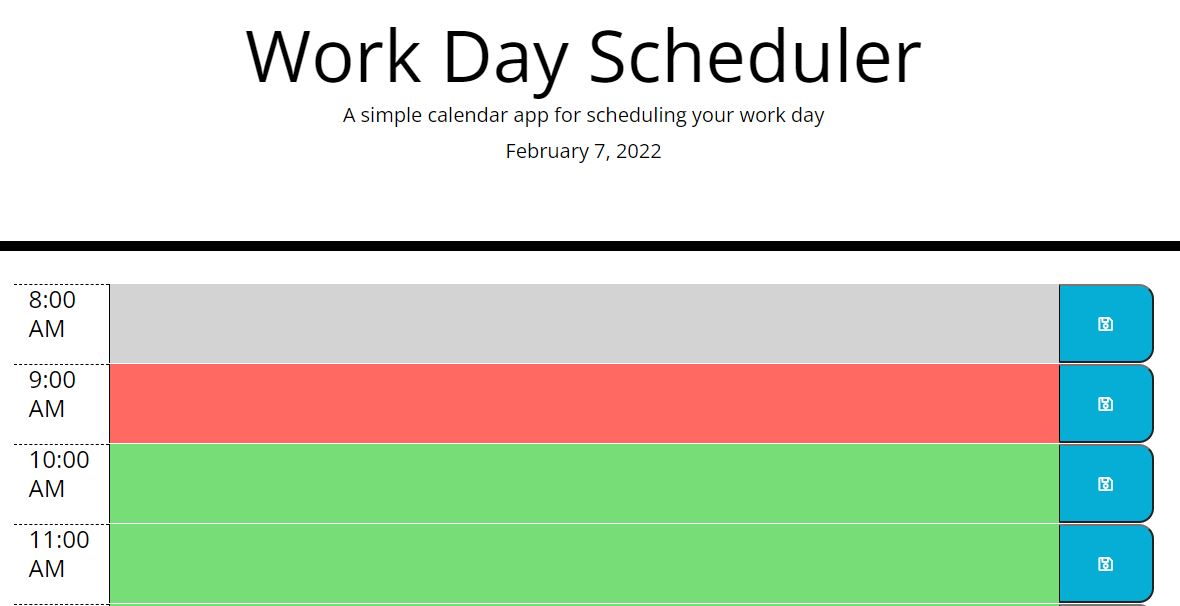 Work Day Scheduler
A simple calendar app for scheduling your work day
February 7, 2022
8:00
AM
9:00
AM
10:00
AM
11:00
AM